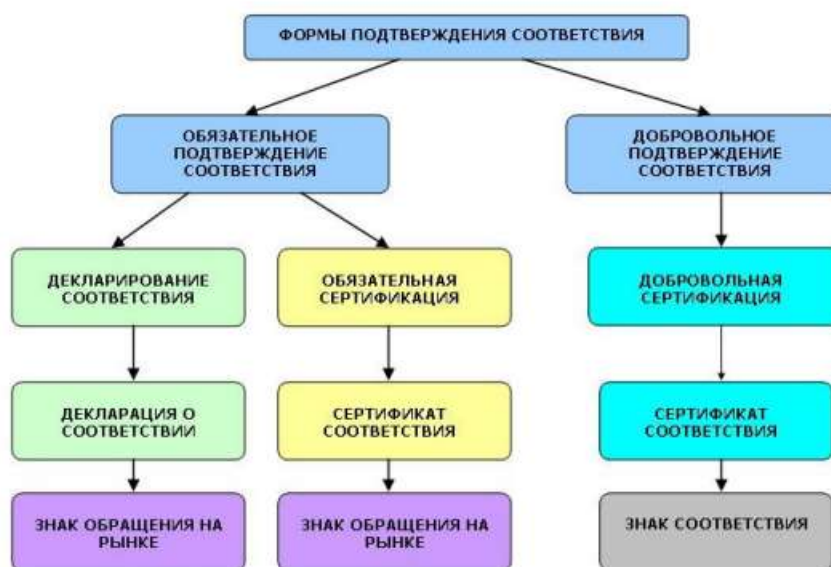 ФОРМЫ ПОДТВЕРЖДЕНИЯ СООТВЕТСТВИЯ
ОБЯЗАТЕЛЬНОЕ
ПОДТВЕРЖДЕНИЕ
СООТВЕТСТВИЯ
ДОБРОВОЛЬНОЕ
ПОДТВЕРЖДЕНИЕ
СООТВЕТСТВИЯ
ДЕКЛАРИРОВАНИЕ
СООТВЕТСТВИЯ
ОБЯЗАТЕЛЬНАЯ
СЕРТИФИКАЦИЯ
ДОБРОВОЛЬНАЯ
СЕРТИФИКАЦИЯ
ДЕКЛАРАЦИЯ О
СООТВЕТСТВИИ
СЕРТИФИКАТ
СООТВЕТСТВИЯ
СЕРТИФИКАТ
СООТВЕТСТВИЯ
ЗНАК ОБРАЩЕНИЯ НА
РЫНКЕ
ЗНАК ОБРАЩЕНИЯ НА
РЫНКЕ
ЗНАК СООТВЕТСТВИЯ